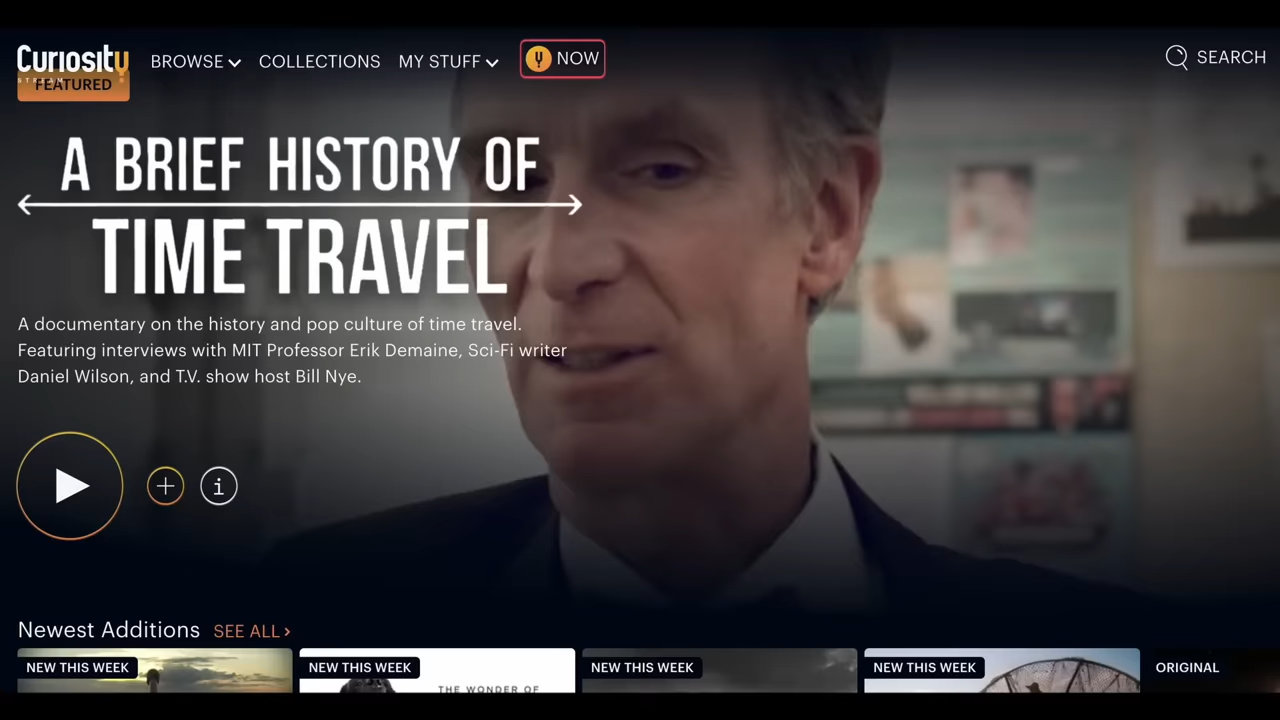 Curiosity
STREAM
BROWSE
COLLECTIONS
MY STUFF
NOW
SEARCH
FEATURED
A BRIEF HISTORY OF
TIME TRAVEL
A documentary on the history and pop culture of time travel.
Featuring interviews with MIT Professor Erik Demaine, Sci-Fi writer
Daniel Wilson, and T.V. show host Bill Nye.
Newest Additions SEE ALL
NEW THIS WEEK
NEW THIS WEEK
NEW THIS WEEK
NEW THIS WEEK
ORIGINAL
THE WONDER OF